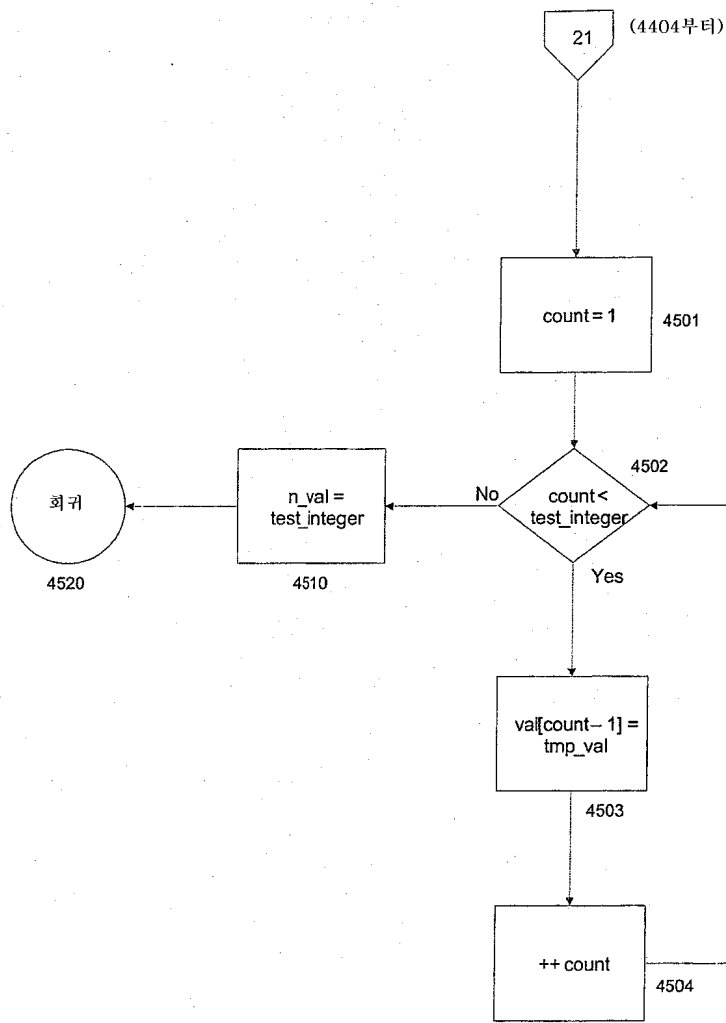 21
(4404부터)
count = 1
4501
4502
count <
test_integer
No
Yes
n_val =
test_integer
4510
회귀
4520
val[count– 1] =
tmp_val
4503
++ count
4504